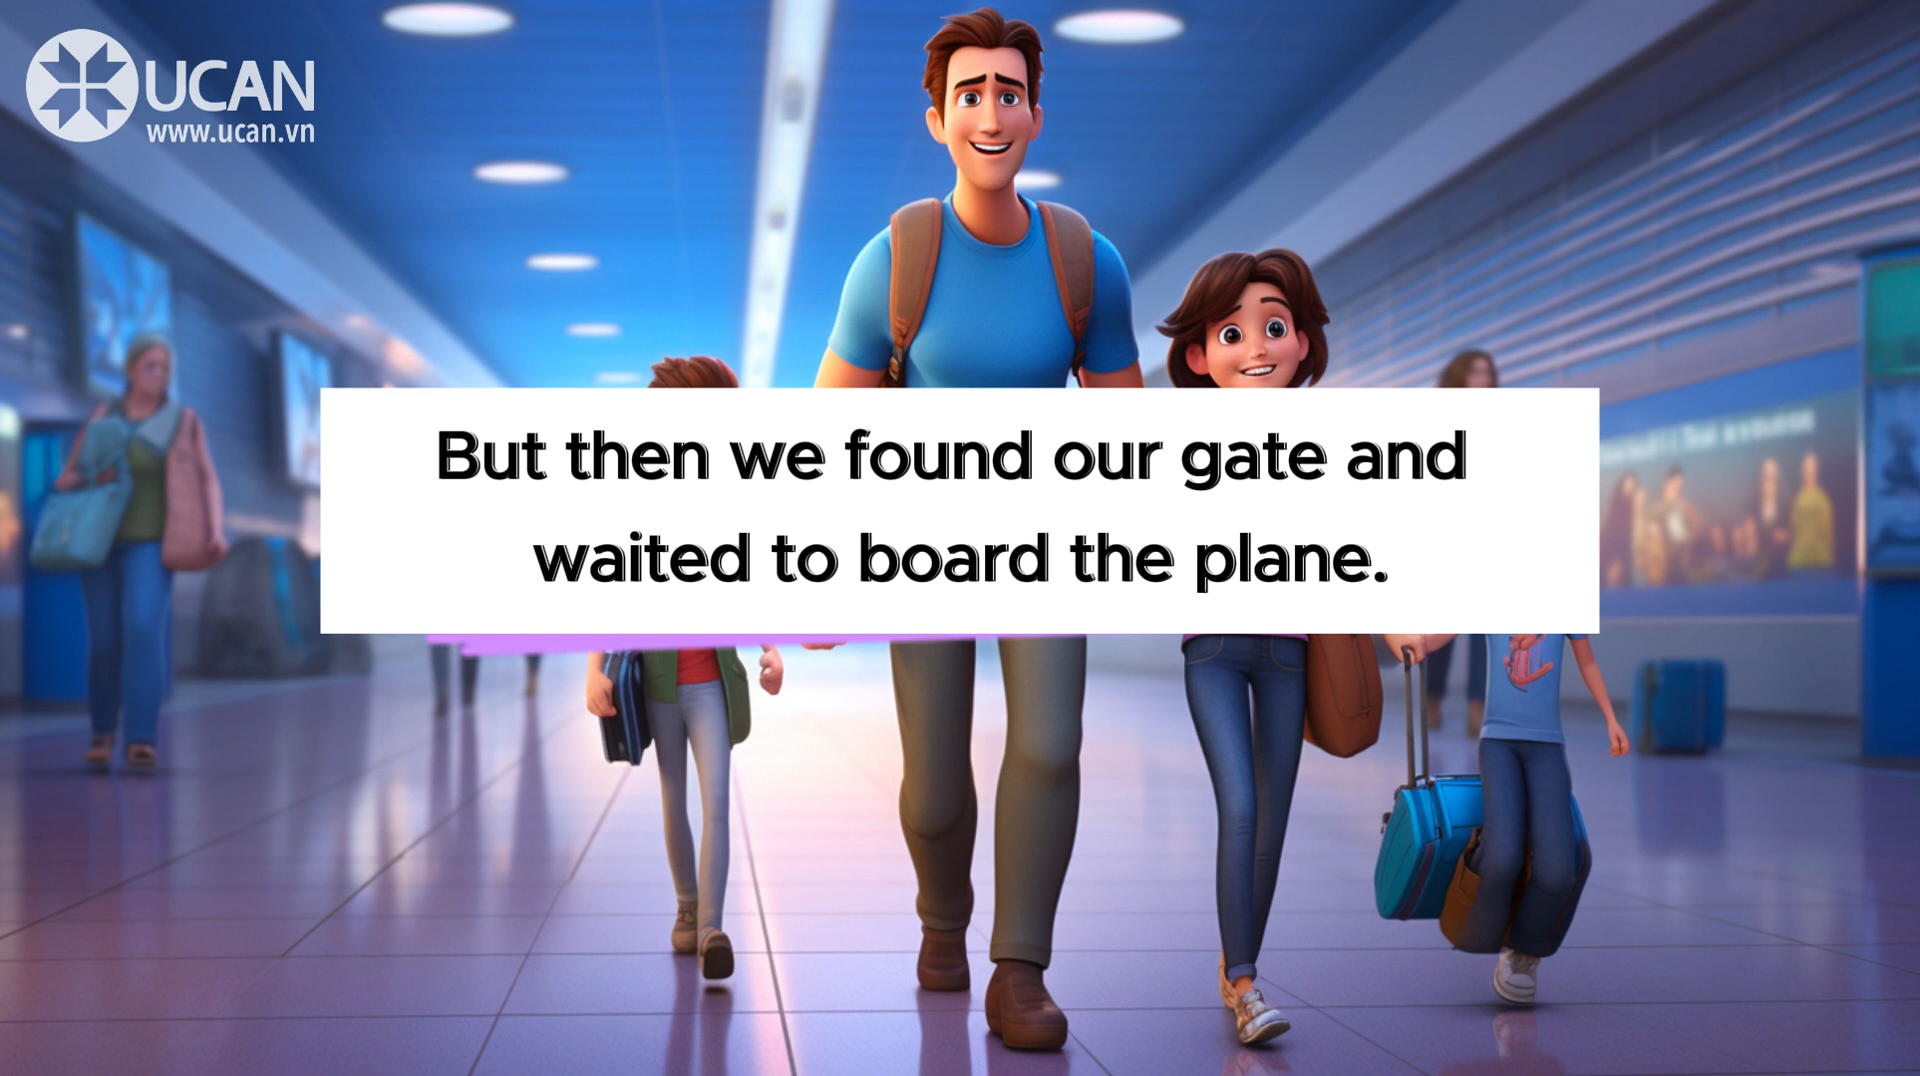 UCAN
www.ucan.vn
But then we found our gate and
waited to board the plane.